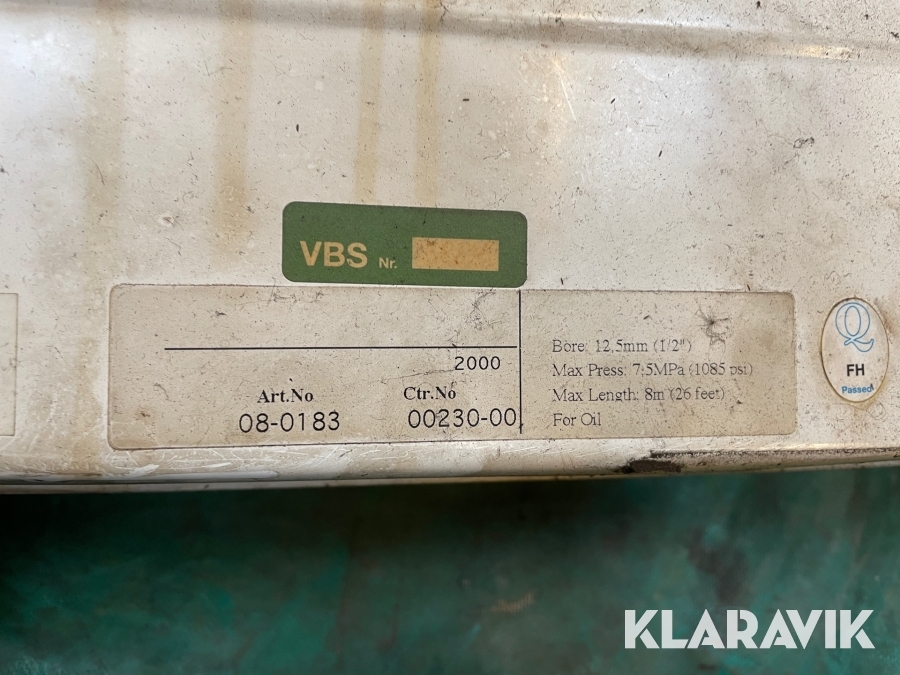 VBS Nr.
2000
Art.No Ctr.No
08-0183 00230-00
Bore: 12,5mm (1/2")
Max Press: 7,5MPa (1085 psi)
Max Length: 8m (26 feet)
For Oil
Q
FH
Passed
KLARAVIK